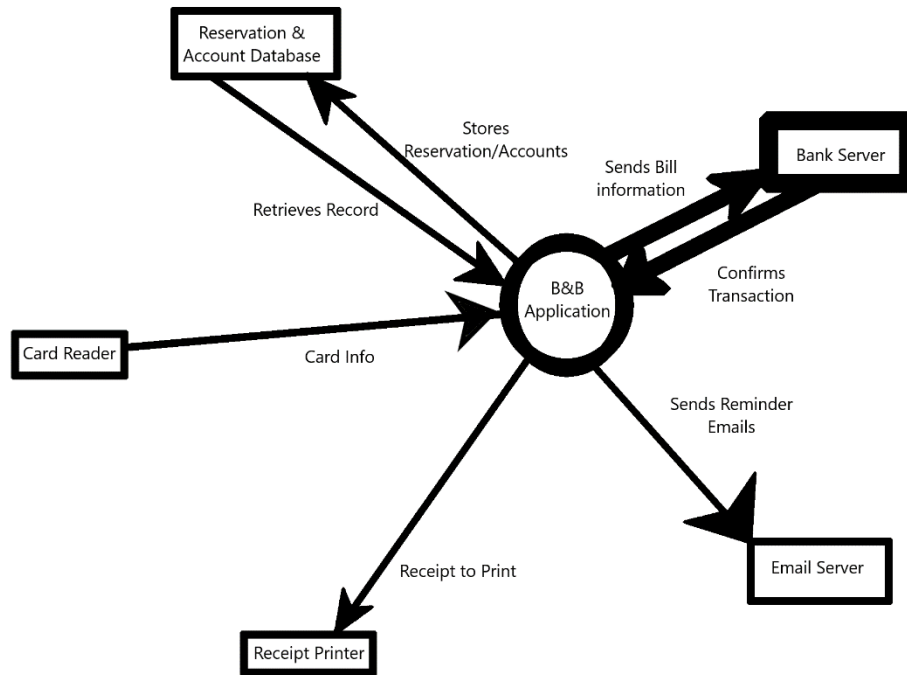 Reservation &
Account Database
Stores
Reservation/Accounts
Sends Bill
information
Bank Server
Retrieves Record
B&B
Application
Confirms
Transaction
Card Reader
Card Info
Sends Reminder
Emails
Receipt to Print
Email Server
Receipt Printer